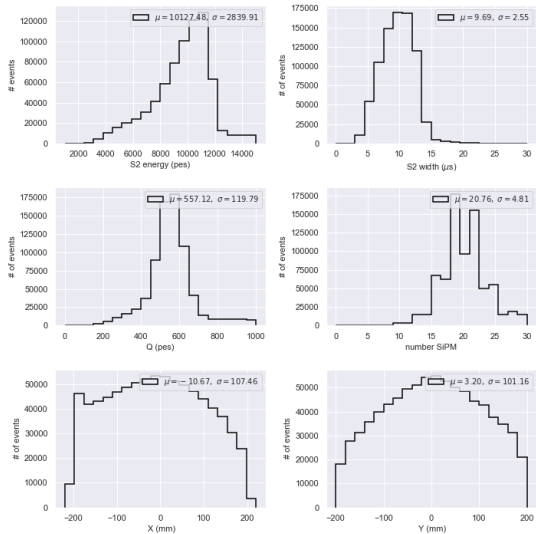 μ = 10127.48, σ = 2839.91
# of events
120000
100000
80000
60000
40000
20000
0
2000 4000 6000 8000 10000 12000 14000
S2 energy (pes)
μ = 9.69, σ = 2.55
# of events
175000
150000
125000
100000
75000
50000
25000
0
0 5 10 15 20 25 30
S2 width (μs)
μ = 557.12, σ = 119.79
# of events
175000
150000
125000
100000
75000
50000
25000
0
0 200 400 600 800 1000
Q (pes)
μ = 20.76, σ = 4.81
# of events
175000
150000
125000
100000
75000
50000
25000
0
0 5 10 15 20 25 30
number SiPM
μ = −10.67, σ = 107.46
# of events
50000
40000
30000
20000
10000
0
−200 −100 0 100 200
X (mm)
μ = 3.20, σ = 101.16
# of events
50000
40000
30000
20000
10000
0
−200 −100 0 100 200
Y (mm)